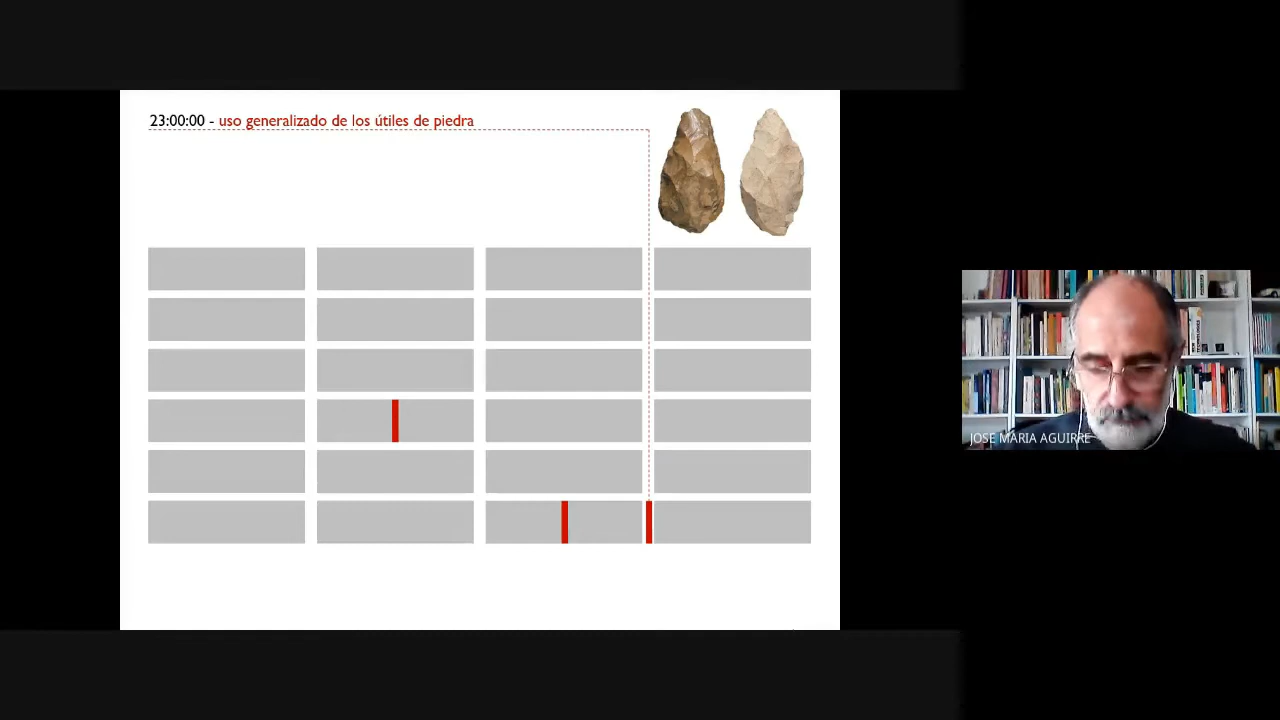 23:00:00 - uso generalizado de los útiles de piedra
JOSE MARIA AGUIRRE